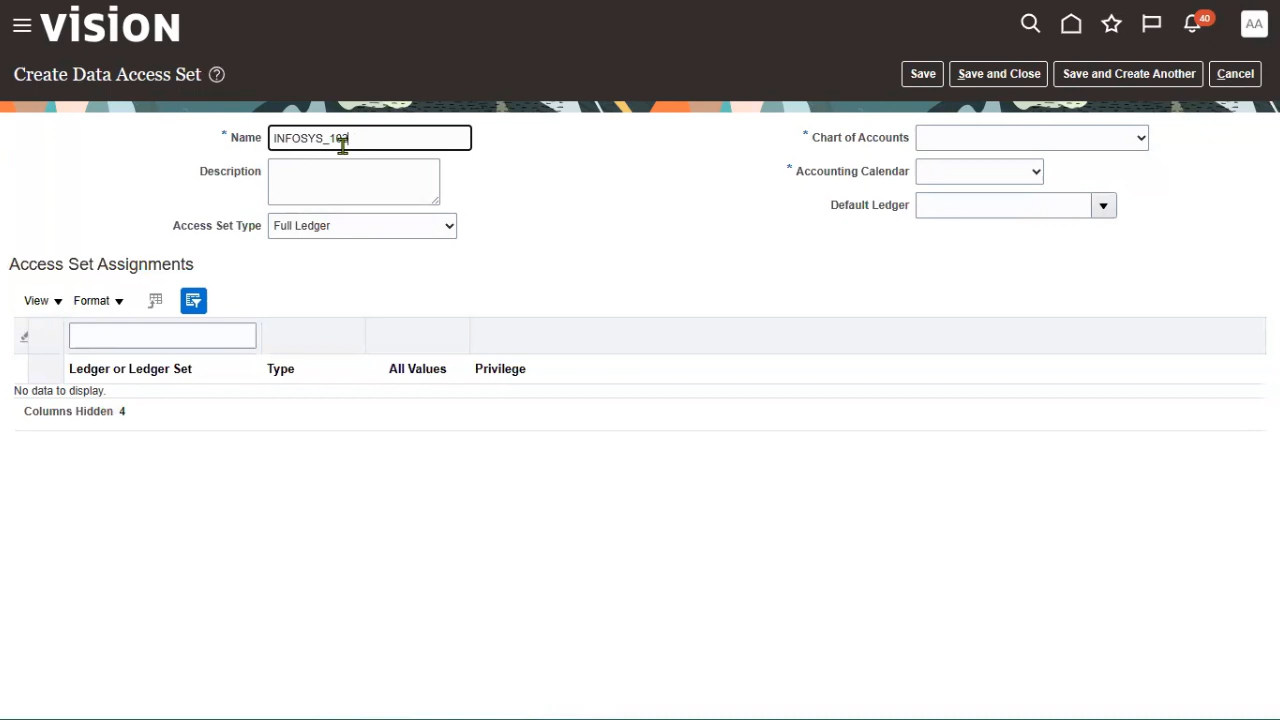 vision
40
AA
Create Data Access Set ?
Save
Save and Close
Save and Create Another
Cancel
* Name
* Chart of Accounts
Description
* Accounting Calendar
Default Ledger
Access Set Type Full Ledger
Access Set Assignments
View Format
Ledger or Ledger Set Type All Values Privilege
No data to display.
Columns Hidden 4